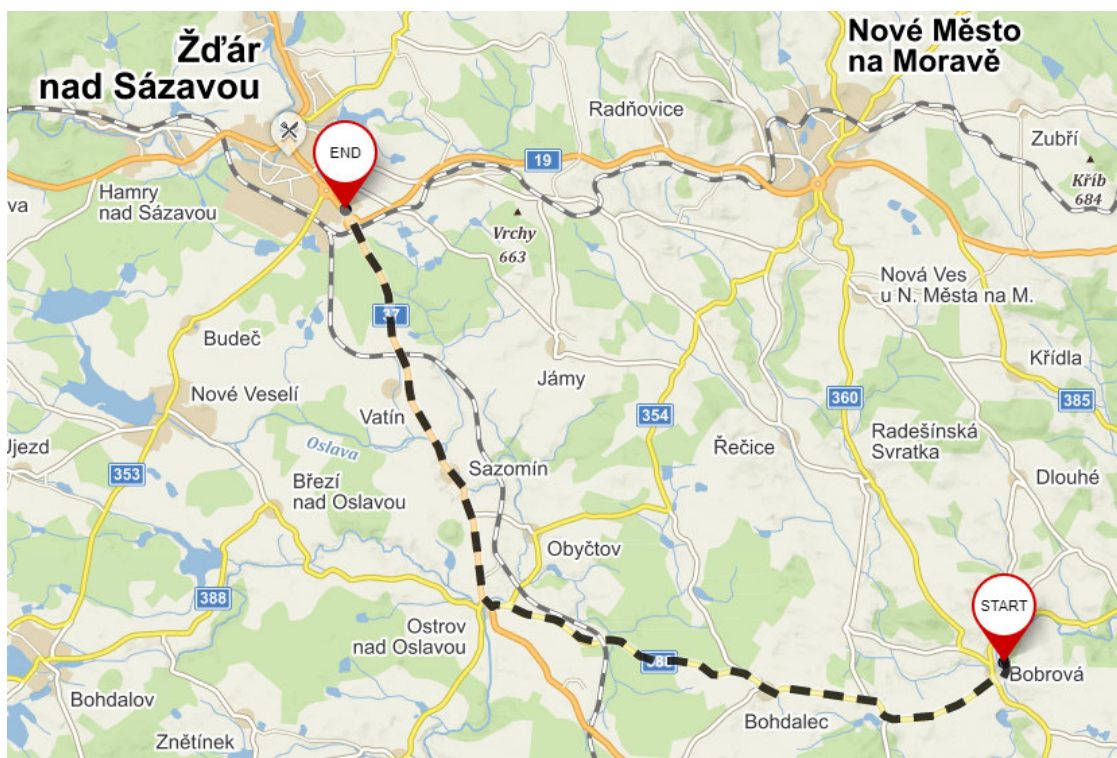 Žďár
nad Sázavou
Nové Město
na Moravě
Radňovice
Zubří
END
19
Křib
684
Hamry
nad Sázavou
va
Vrchy
663
Nová Ves
u N. Města na M.
37
Budeč
Křídla
Jámy
385
Nové Veselí
360
Vatín
354
Radešínská
Svratka
Oslava
Řečice
Jjezd
Sazomín
353
Březí
nad Oslavou
Dlouhé
Obyčtov
388
START
Ostrov
nad Oslavou
Bobrová
Bohdalov
Bohdalec
Znětínek